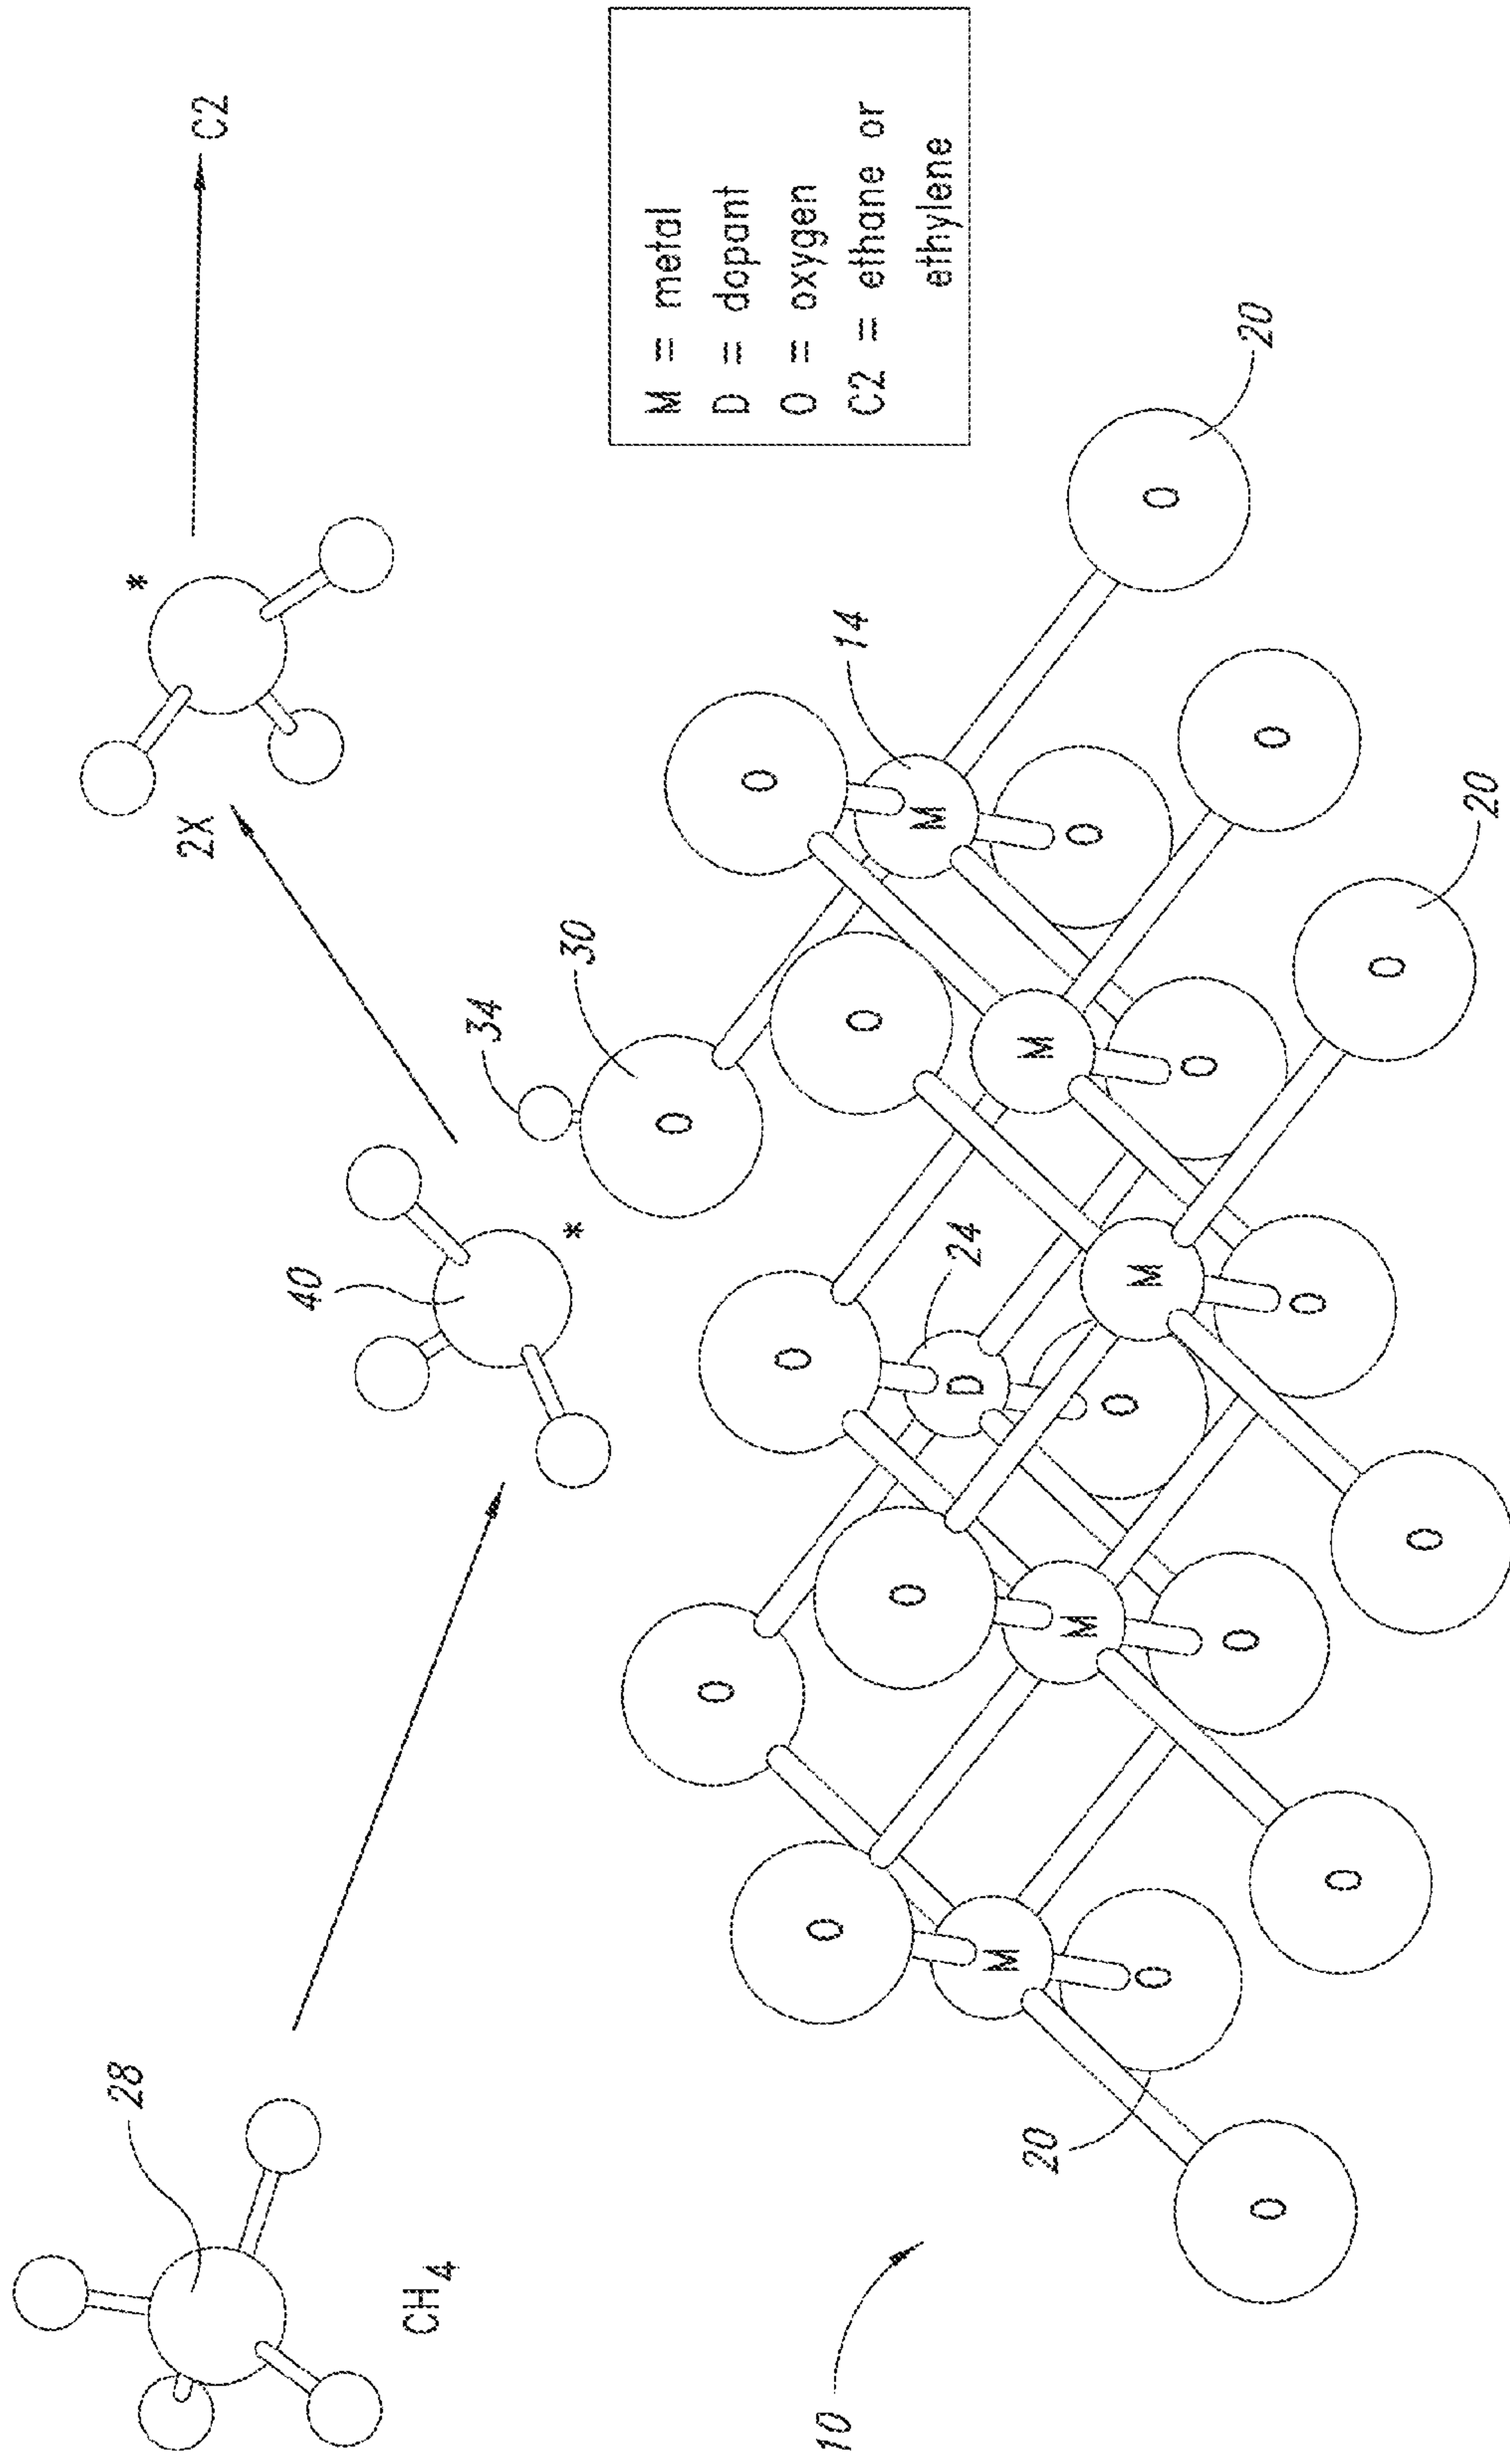 28
*
2X
C2
CH4
40
34
*
30
M = metal
D = dopant
O = oxygen
C2 = ethane or
ethylene
O
O
O
O
O
10
14
O
O
M
24
D
M
M
20
M
O
O
M
O
O
O
O
20
O
O
O
O
O
O
20
O